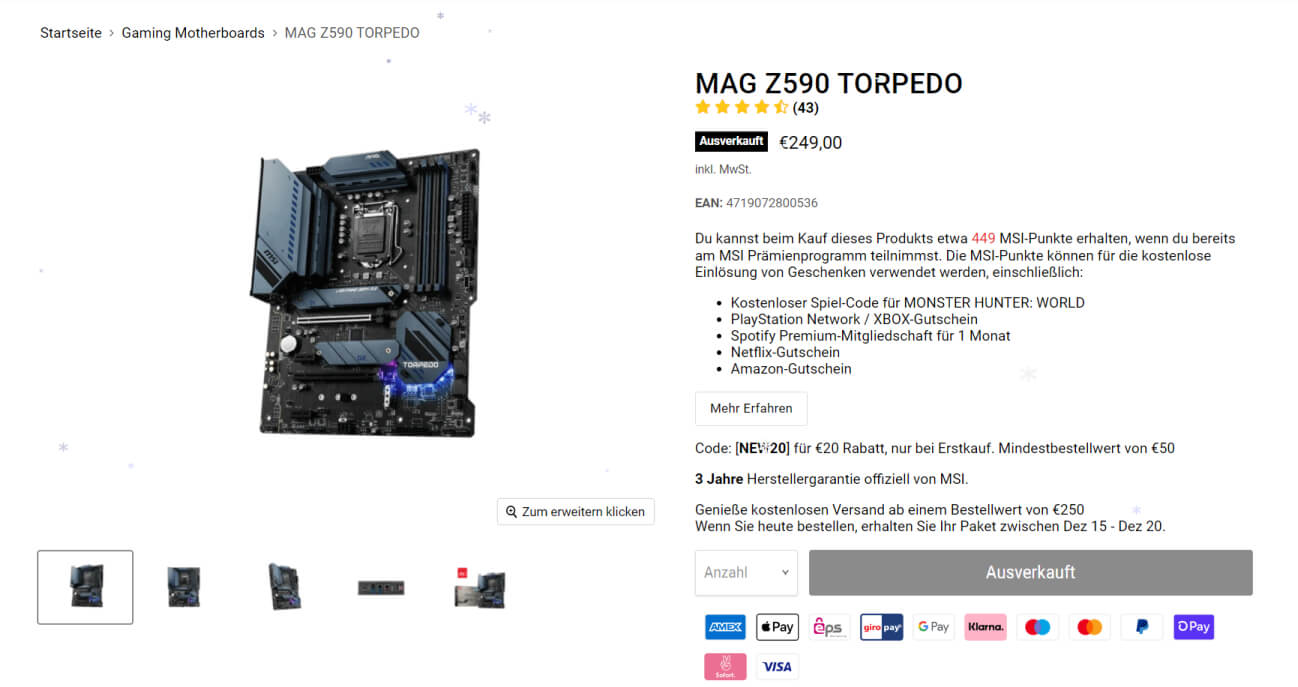 Startseite > Gaming Motherboards > MAG Z590 TORPEDO
MAG Z590 TORPEDO
(43)
Ausverkauft €249,00
inkl. MwSt.
EAN: 4719072800536
Du kannst beim Kauf dieses Produkts etwa 449 MSI-Punkte erhalten, wenn du bereits
am MSI Prämienprogramm teilnimmst. Die MSI-Punkte können für die kostenlose
Einlösung von Geschenken verwendet werden, einschließlich:
• Kostenloser Spiel-Code für MONSTER HUNTER: WORLD
• PlayStation Network / XBOX-Gutschein
• Spotify Premium-Mitgliedschaft für 1 Monat
• Netflix-Gutschein
• Amazon-Gutschein
Mehr Erfahren
Code: [NEW20] für €20 Rabatt, nur bei Erstkauf. Mindestbestellwert von €50
3 Jahre Herstellergarantie offiziell von MSI.
Genieße kostenlosen Versand ab einem Bestellwert von €250
Wenn Sie heute bestellen, erhalten Sie Ihr Paket zwischen Dez 15 - Dez 20.
Anzahl
Ausverkauft
AMEX Pay eps giro pay G Pay Klarna. Pay
Sofort. VISA
msi
TORPEDO
Zum erweitern klicken